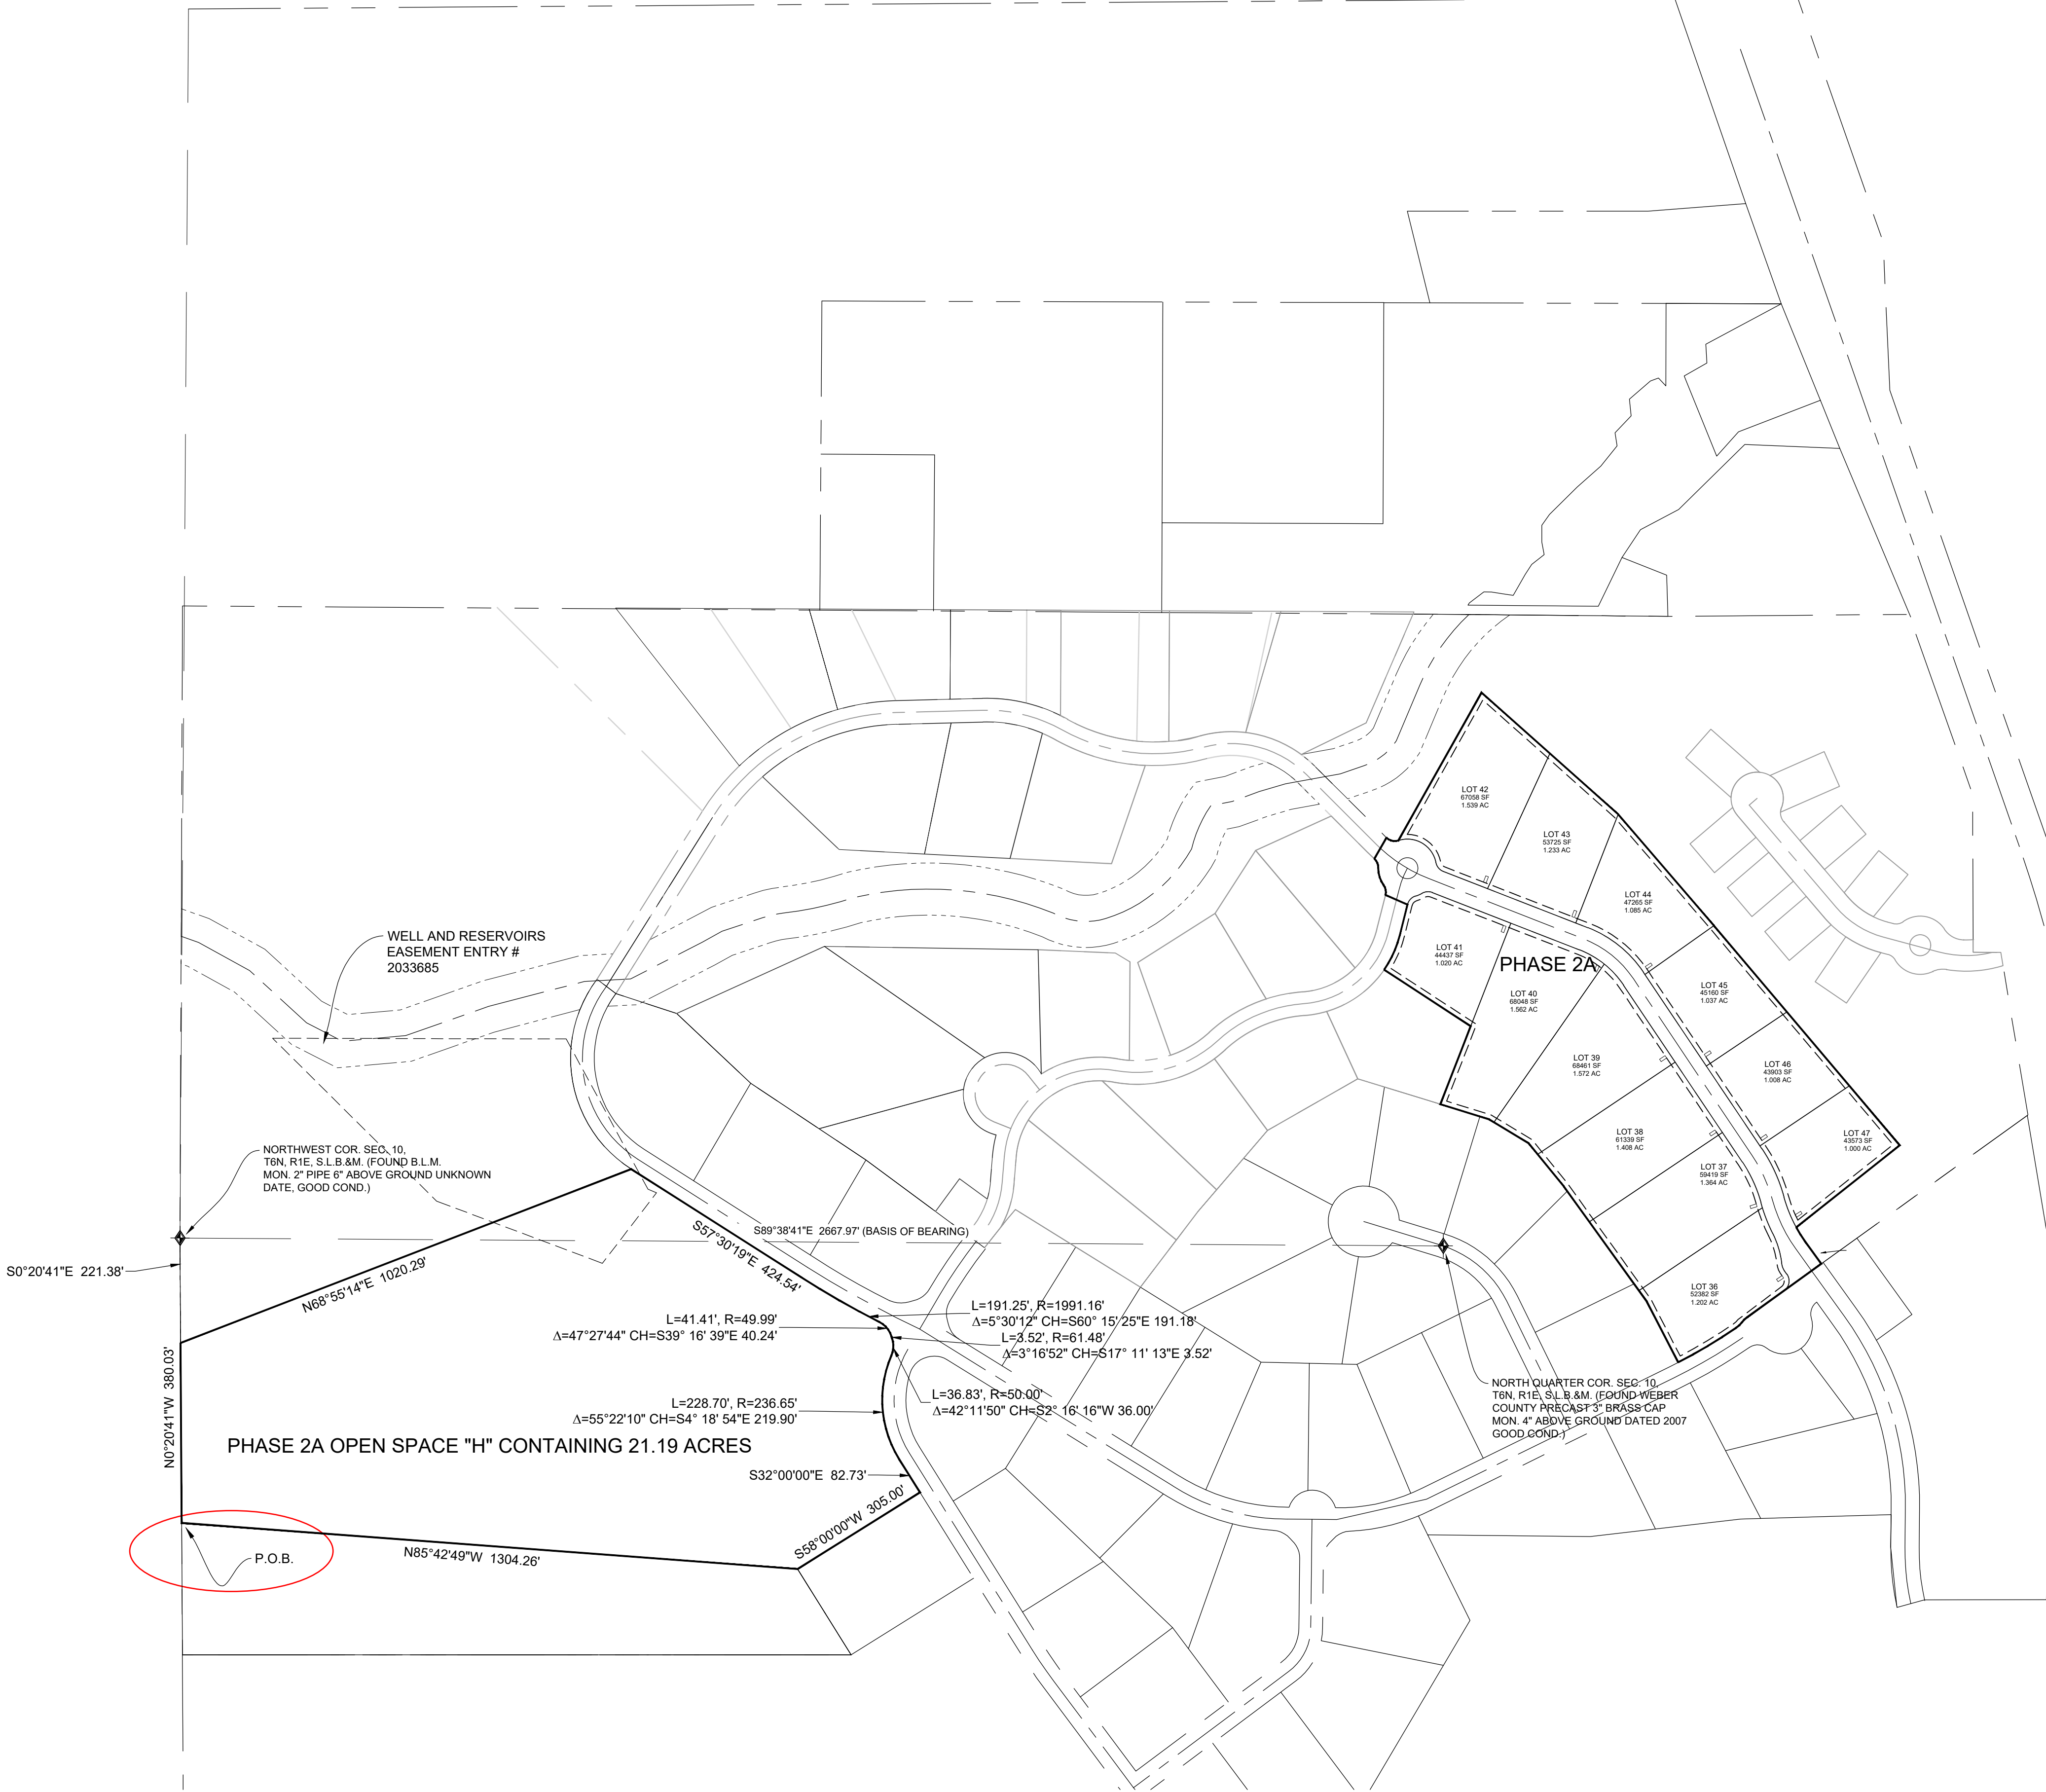 LOT 42
67058 SF
1.539 AC
LOT 43
53725 SF
1.233 AC
LOT 44
47265 SF
1.085 AC
WELL AND RESERVOIRS
EASEMENT ENTRY #
2033685
LOT 41
44437 SF
1.020 AC
PHASE 2A
LOT 40
68048 SF
1.562 AC
LOT 45
45160 SF
1.037 AC
LOT 39
68461 SF
1.572 AC
LOT 46
43903 SF
1.008 AC
LOT 38
61339 SF
1.408 AC
LOT 47
43573 SF
1.000 AC
LOT 37
59419 SF
1.364 AC
NORTHWEST COR. SEC. 10,
T6N, R1E, S.L.B.&M. (FOUND B.L.M.
MON. 2" PIPE 6" ABOVE GROUND UNKNOWN
DATE, GOOD COND.)
S89°38'41"E 2667.97' (BASIS OF BEARING)
S57°30'19"E 424.54'
S0°20'41"E 221.38'
N68°55'14"E 1020.29'
LOT 36
52382 SF
1.202 AC
L=191.25', R=1991.16'
Δ=5°30'12" CH=S60° 15' 25"E 191.18'
L=41.41', R=49.99'
Δ=47°27'44" CH=S39° 16' 39"E 40.24'
L=3.52', R=61.48'
Δ=3°16'52" CH=S17° 11' 13"E 3.52'
N0°20'41"W 380.03'
L=36.83', R=50.00'
Δ=42°11'50" CH=S2° 16' 16"W 36.00'
NORTH QUARTER COR. SEC. 10,
T6N, R1E, S.L.B.&M. (FOUND WEBER
COUNTY PRECAST 3" BRASS CAP
MON. 4" ABOVE GROUND DATED 2007
GOOD COND.)
L=228.70', R=236.65'
Δ=55°22'10" CH=S4° 18' 54"E 219.90'
PHASE 2A OPEN SPACE "H" CONTAINING 21.19 ACRES
S32°00'00"E 82.73'
S58°00'00"W 305.00'
N85°42'49"W 1304.26'
P.O.B.